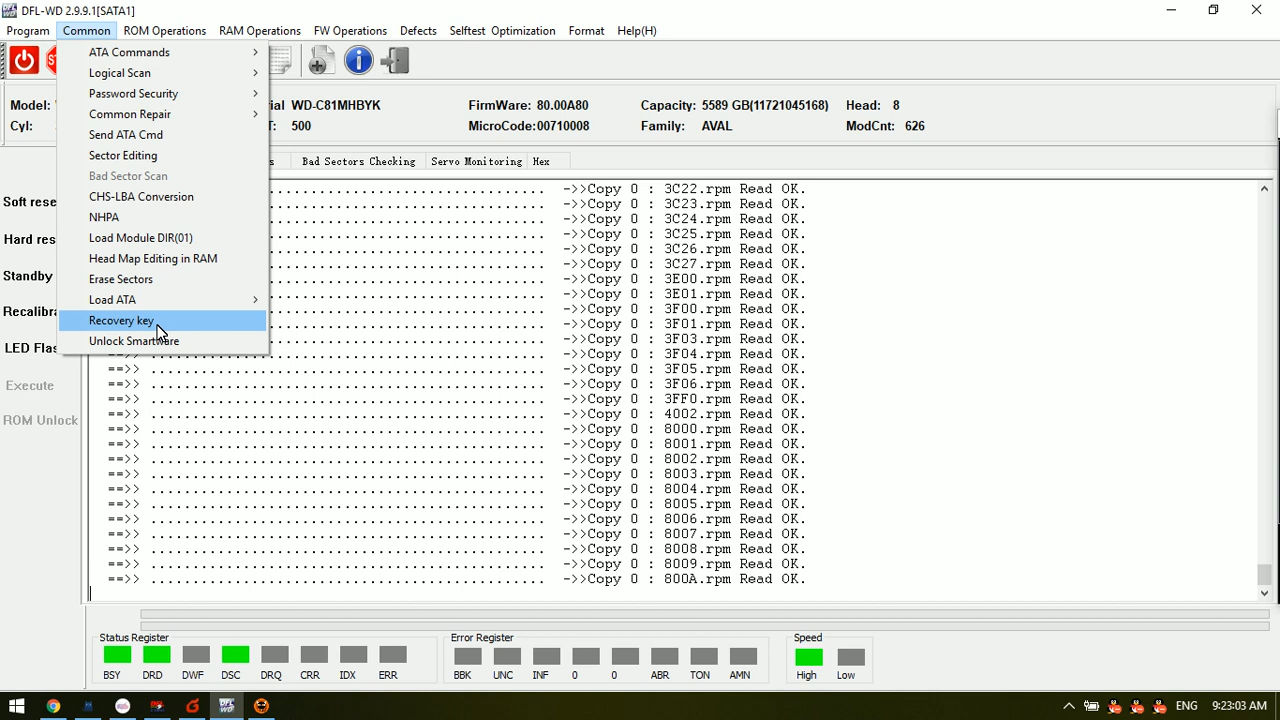 DFL-WD 2.9.9.1[SATA1]
Program Common ROM Operations RAM Operations FW Operations Defects Selftest Optimization Format Help(H)
ATA Commands
Logical Scan
Password Security
Common Repair
Send ATA Cmd
Sector Editing
Bad Sector Scan
CHS-LBA Conversion
NHPA
Load Module DIR(01)
Head Map Editing in RAM
Erase Sectors
Load ATA
Recovery key
Unlock Smartware
Model: WD-C81MHBYK FirmWare: 80.00A80 Capacity: 5589 GB(11721045168) Head: 8
Cyl: 500 MicroCode:00710008 Family: AVAL ModCnt: 626
Bad Sectors Checking Servo Monitoring Hex
Soft rese
Hard res
Standby
Recalibra
LED Flas
Execute
ROM Unlock
->>Copy 0 : 3C22.rpm Read OK.
->>Copy 0 : 3C23.rpm Read OK.
->>Copy 0 : 3C24.rpm Read OK.
->>Copy 0 : 3C25.rpm Read OK.
->>Copy 0 : 3C26.rpm Read OK.
->>Copy 0 : 3C27.rpm Read OK.
->>Copy 0 : 3E00.rpm Read OK.
->>Copy 0 : 3E01.rpm Read OK.
->>Copy 0 : 3F00.rpm Read OK.
->>Copy 0 : 3F01.rpm Read OK.
->>Copy 0 : 3F03.rpm Read OK.
==>> ->>Copy 0 : 3F04.rpm Read OK.
==>> ->>Copy 0 : 3F05.rpm Read OK.
==>> ->>Copy 0 : 3F06.rpm Read OK.
==>> ->>Copy 0 : 3FF0.rpm Read OK.
==>> ->>Copy 0 : 4002.rpm Read OK.
==>> ->>Copy 0 : 8000.rpm Read OK.
==>> ->>Copy 0 : 8001.rpm Read OK.
==>> ->>Copy 0 : 8002.rpm Read OK.
==>> ->>Copy 0 : 8003.rpm Read OK.
==>> ->>Copy 0 : 8004.rpm Read OK.
==>> ->>Copy 0 : 8005.rpm Read OK.
==>> ->>Copy 0 : 8006.rpm Read OK.
==>> ->>Copy 0 : 8007.rpm Read OK.
==>> ->>Copy 0 : 8008.rpm Read OK.
==>> ->>Copy 0 : 8009.rpm Read OK.
==>> ->>Copy 0 : 800A.rpm Read OK.
Status Register Error Register Speed
BSY DRD DWF DSC DRQ CRR IDX ERR BBK UNC INF 0 0 ABR TON AMN High Low
ENG 9:23:03 AM